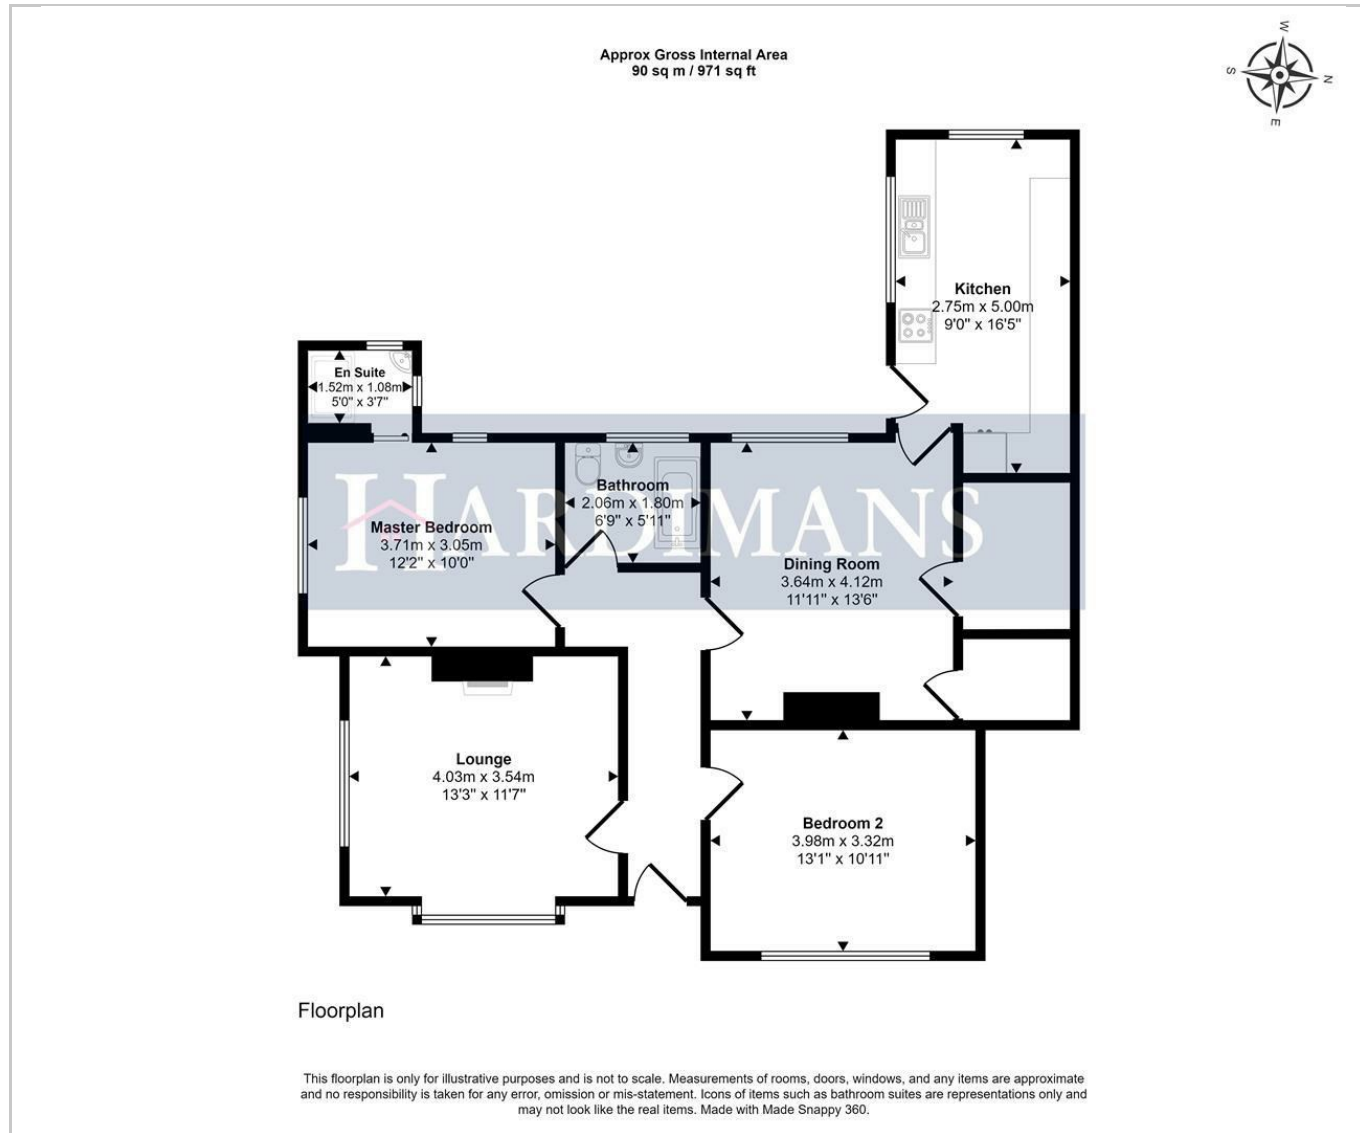 Approx Gross Internal Area
90 sq m / 971 sq ft
W
S
N
E
Kitchen
2.75m x 5.00m
9'0" x 16'5"
En Suite
1.52m x 1.08m
5'0" x 3'7"
HARDIMANS
Bathroom
2.06m x 1.80m
6'9" x 5'11"
Master Bedroom
3.71m x 3.05m
12'2" x 10'0"
Dining Room
3.64m x 4.12m
11'11" x 13'6"
Lounge
4.03m x 3.54m
13'3" x 11'7"
Bedroom 2
3.98m x 3.32m
13'1" x 10'11"
Floorplan
This floorplan is only for illustrative purposes and is not to scale. Measurements of rooms, doors, windows, and any items are approximate
and no responsibility is taken for any error, omission or mis-statement. Icons of items such as bathroom suites are representations only and
may not look like the real items. Made with Made Snappy 360.